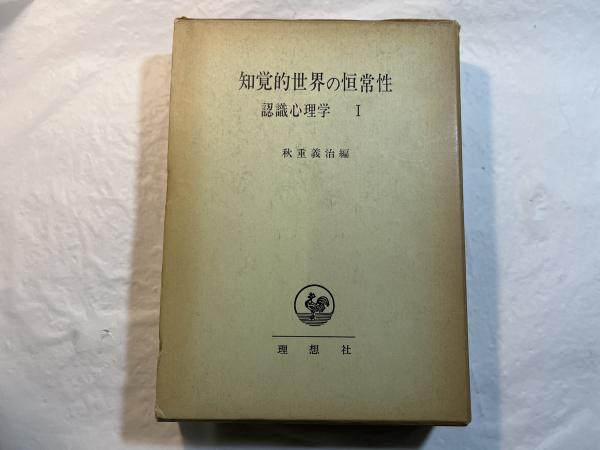 知覚的世界の恒常性
認識心理学 I
秋重義治編
理想社